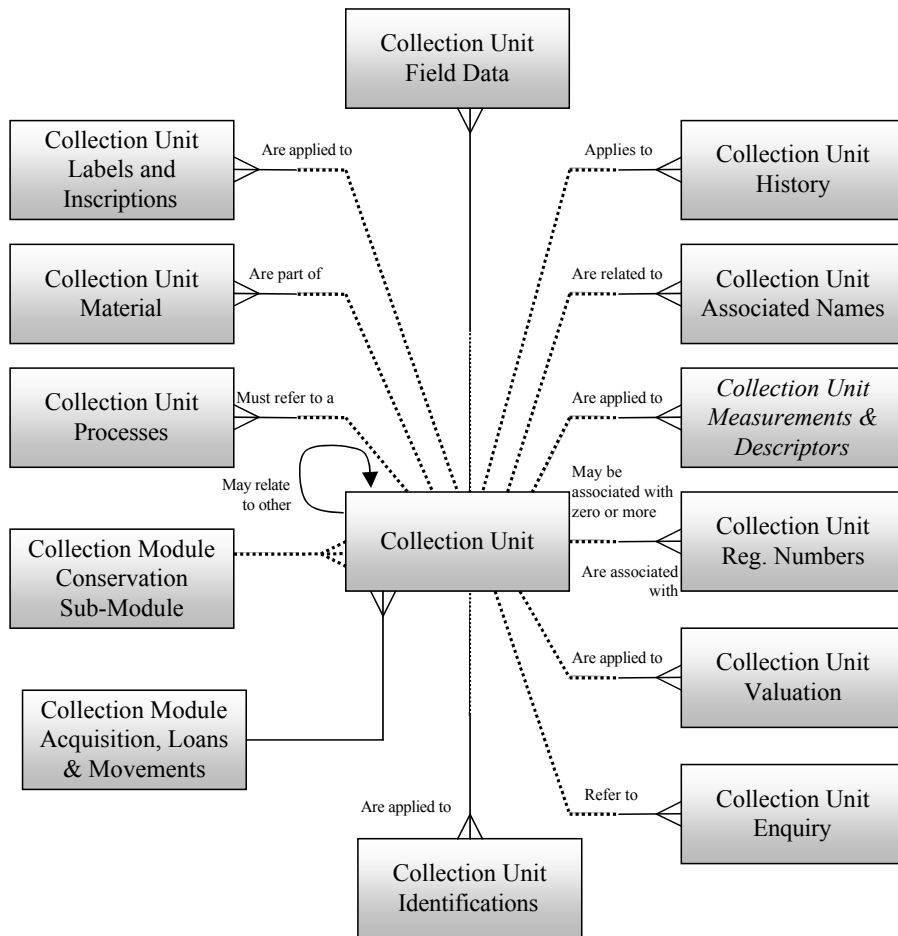 Collection Unit
Field Data
Collection Unit
Labels and
Inscriptions
Are applied to
Applies to
Collection Unit
History
Collection Unit
Material
Are part of
Are related to
Collection Unit
Associated Names
Collection Unit
Processes
Must refer to a
Are applied to
Collection Unit
Measurements &
Descriptors
May relate
to other
Collection Unit
May be
associated with
zero or more
Are associated
with
Collection Unit
Reg. Numbers
Collection Module
Conservation
Sub-Module
Are applied to
Collection Unit
Valuation
Collection Module
Acquisition, Loans
& Movements
Refer to
Collection Unit
Enquiry
Are applied to
Collection Unit
Identifications